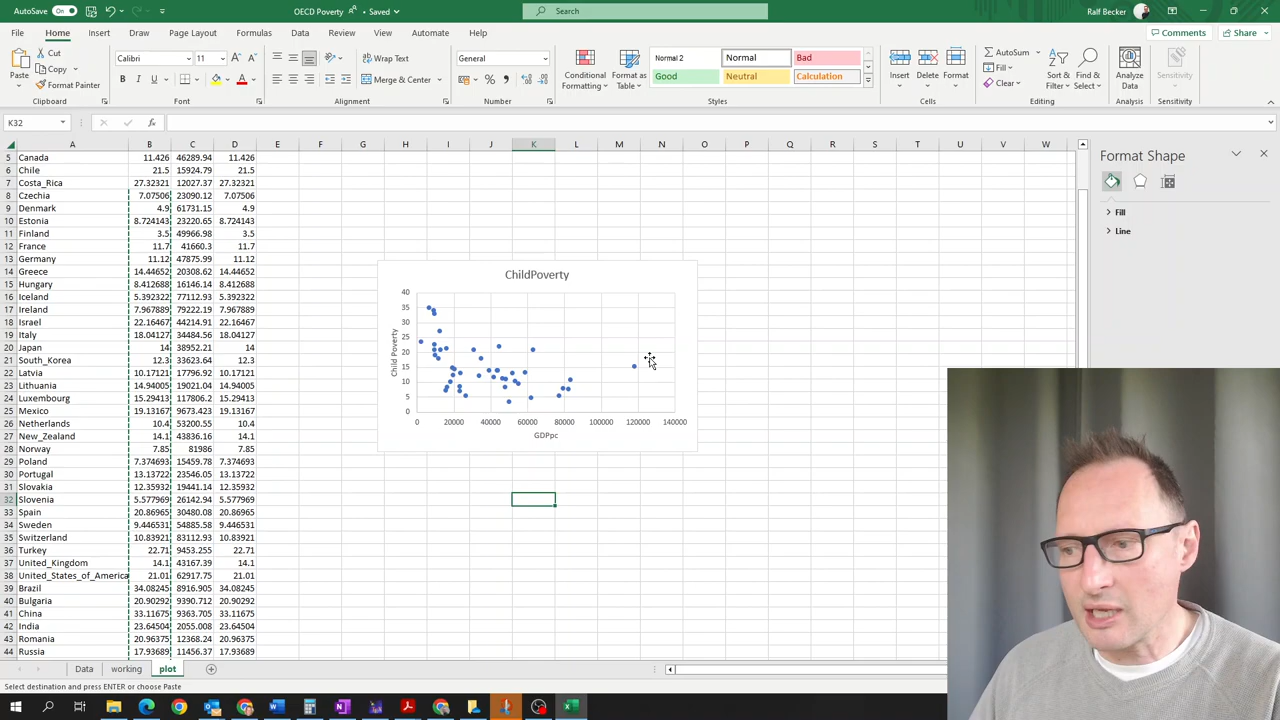 AutoSave On OECD Poverty • Saved Search Ralf Becker
File Home Insert Draw Page Layout Formulas Data Review View Automate Help Comments Share
Paste Cut Copy Format Painter Calibri 11 Wrap Text General Conditional Formatting Format as Table Normal 2 Normal Bad Insert Delete Format AutoSum Sort & Filter Find & Select Analyze Data Sensitivity
B I U Merge & Center % Good Neutral Calculation Fill Clear
Clipboard Font Alignment Number Styles Cells Editing Analysis Sensitivity
K32 fx
A B C D E F G H I J K L M N O P Q R S T U V W
5 Canada 11.426 46289.94 11.426
6 Chile 21.5 15924.79 21.5
7 Costa_Rica 27.32321 12027.37 27.32321
8 Czechia 7.07506 23090.12 7.07506
9 Denmark 4.9 61731.15 4.9
10 Estonia 8.724143 23220.65 8.724143
11 Finland 3.5 49966.98 3.5
12 France 11.7 41660.3 11.7
13 Germany 11.12 47875.99 11.12
14 Greece 14.44652 20308.62 14.44652
15 Hungary 8.412688 16146.14 8.412688
16 Iceland 5.392322 77112.93 5.392322
17 Ireland 7.967889 79222.19 7.967889
18 Israel 22.16467 44214.91 22.16467
19 Italy 18.04127 34484.56 18.04127
20 Japan 14 38952.21 14
21 South_Korea 12.3 33623.64 12.3
22 Latvia 10.17121 17796.92 10.17121
23 Lithuania 14.94005 19021.04 14.94005
24 Luxembourg 15.29413 117806.2 15.29413
25 Mexico 19.13167 9673.423 19.13167
26 Netherlands 10.4 53200.55 10.4
27 New_Zealand 14.1 43836.16 14.1
28 Norway 7.85 81986 7.85
29 Poland 7.374693 15459.78 7.374693
30 Portugal 13.13722 23546.05 13.13722
31 Slovakia 12.35932 19441.14 12.35932
32 Slovenia 5.577969 26142.94 5.577969
33 Spain 20.86965 30480.08 20.86965
34 Sweden 9.446531 54885.58 9.446531
35 Switzerland 10.83921 83112.93 10.83921
36 Turkey 22.71 9453.255 22.71
37 United_Kingdom 14.1 43167.39 14.1
38 United_States_of_America 21.01 62917.75 21.01
39 Brazil 34.08245 8916.905 34.08245
40 Bulgaria 20.90292 9390.712 20.90292
41 China 33.11675 9363.705 33.11675
42 India 23.64504 2055.008 23.64504
43 Romania 20.96375 12368.24 20.96375
44 Russia 17.93689 11456.37 17.93689
ChildPoverty
Child Poverty
40
35
30
25
20
15
10
5
0
0 20000 40000 60000 80000 100000 120000 140000
GDPpc
Format Shape
Fill
Line
Data working plot
Select destination and press ENTER or choose Paste